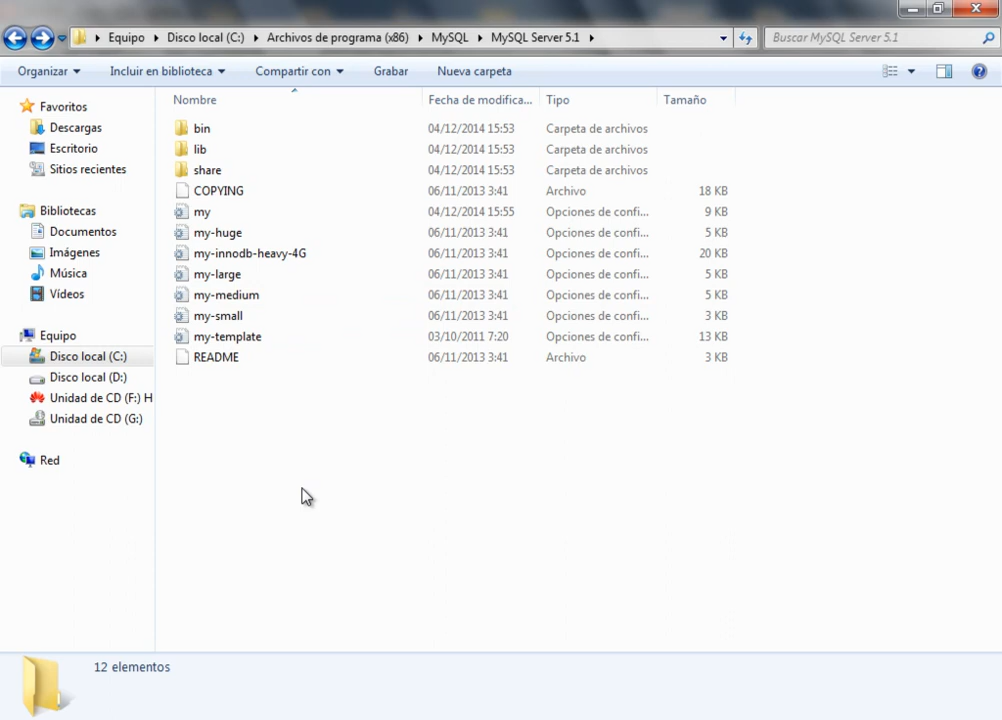 Equipo Disco local (C:) Archivos de programa (x86) MySQL MySQL Server 5.1
Buscar MySQL Server 5.1
Organizar Incluir en biblioteca Compartir con Grabar Nueva carpeta
Favoritos
Descargas
Escritorio
Sitios recientes
Bibliotecas
Documentos
Imágenes
Música
Vídeos
Equipo
Disco local (C:)
Disco local (D:)
Unidad de CD (F:) H
Unidad de CD (G:)
Red
Nombre Fecha de modifica... Tipo Tamaño
bin 04/12/2014 15:53 Carpeta de archivos
lib 04/12/2014 15:53 Carpeta de archivos
share 04/12/2014 15:53 Carpeta de archivos
COPYING 06/11/2013 3:41 Archivo 18 KB
my 04/12/2014 15:55 Opciones de confi... 9 KB
my-huge 06/11/2013 3:41 Opciones de confi... 5 KB
my-innodb-heavy-4G 06/11/2013 3:41 Opciones de confi... 20 KB
my-large 06/11/2013 3:41 Opciones de confi... 5 KB
my-medium 06/11/2013 3:41 Opciones de confi... 5 KB
my-small 06/11/2013 3:41 Opciones de confi... 3 KB
my-template 03/10/2011 7:20 Opciones de confi... 13 KB
README 06/11/2013 3:41 Archivo 3 KB
12 elementos